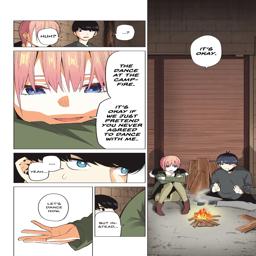 HUH?
...?
THE
DANCE
AT THE
CAMP-
FIRE.
IT'S
OKAY IF
WE JUST
PRETEND
YOU NEVER
AGREED
TO DANCE
WITH ME.
...
YEAH...
LET'S
DANCE
NOW.
BUT IN-
STEAD...
IT'S
OKAY.